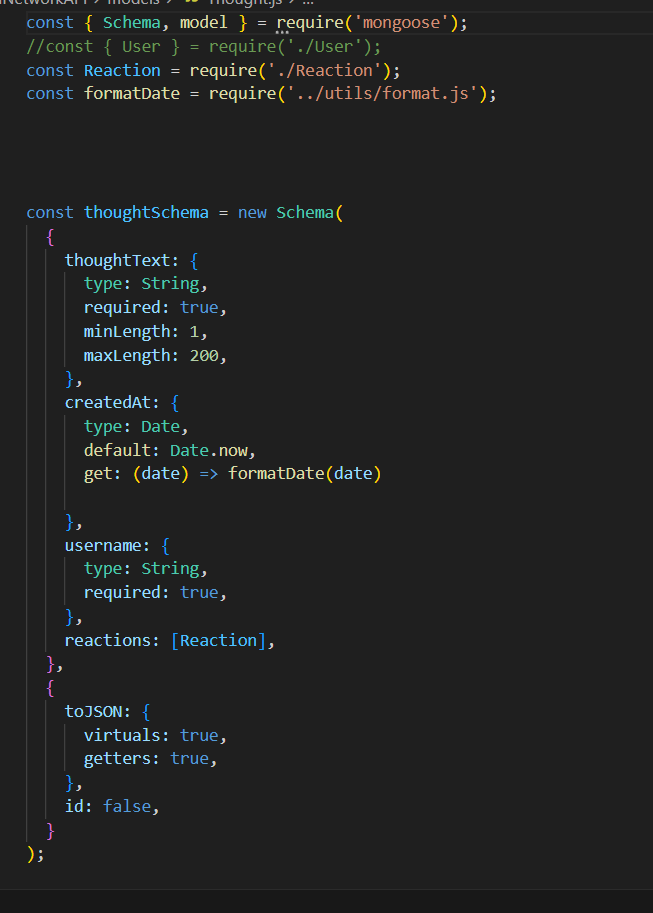 models
Thought.js
...
const { Schema, model } = require('mongoose');
//const { User } = require('./User');
const Reaction = require('./Reaction');
const formatDate = require('../utils/format.js');
const thoughtSchema = new Schema(
{
thoughtText: {
type: String,
required: true,
minLength: 1,
maxLength: 200,
},
createdAt: {
type: Date,
default: Date.now,
get: (date) => formatDate(date)
},
username: {
type: String,
required: true,
},
reactions: [Reaction],
},
{
toJSON: {
virtuals: true,
getters: true,
},
id: false,
}
);